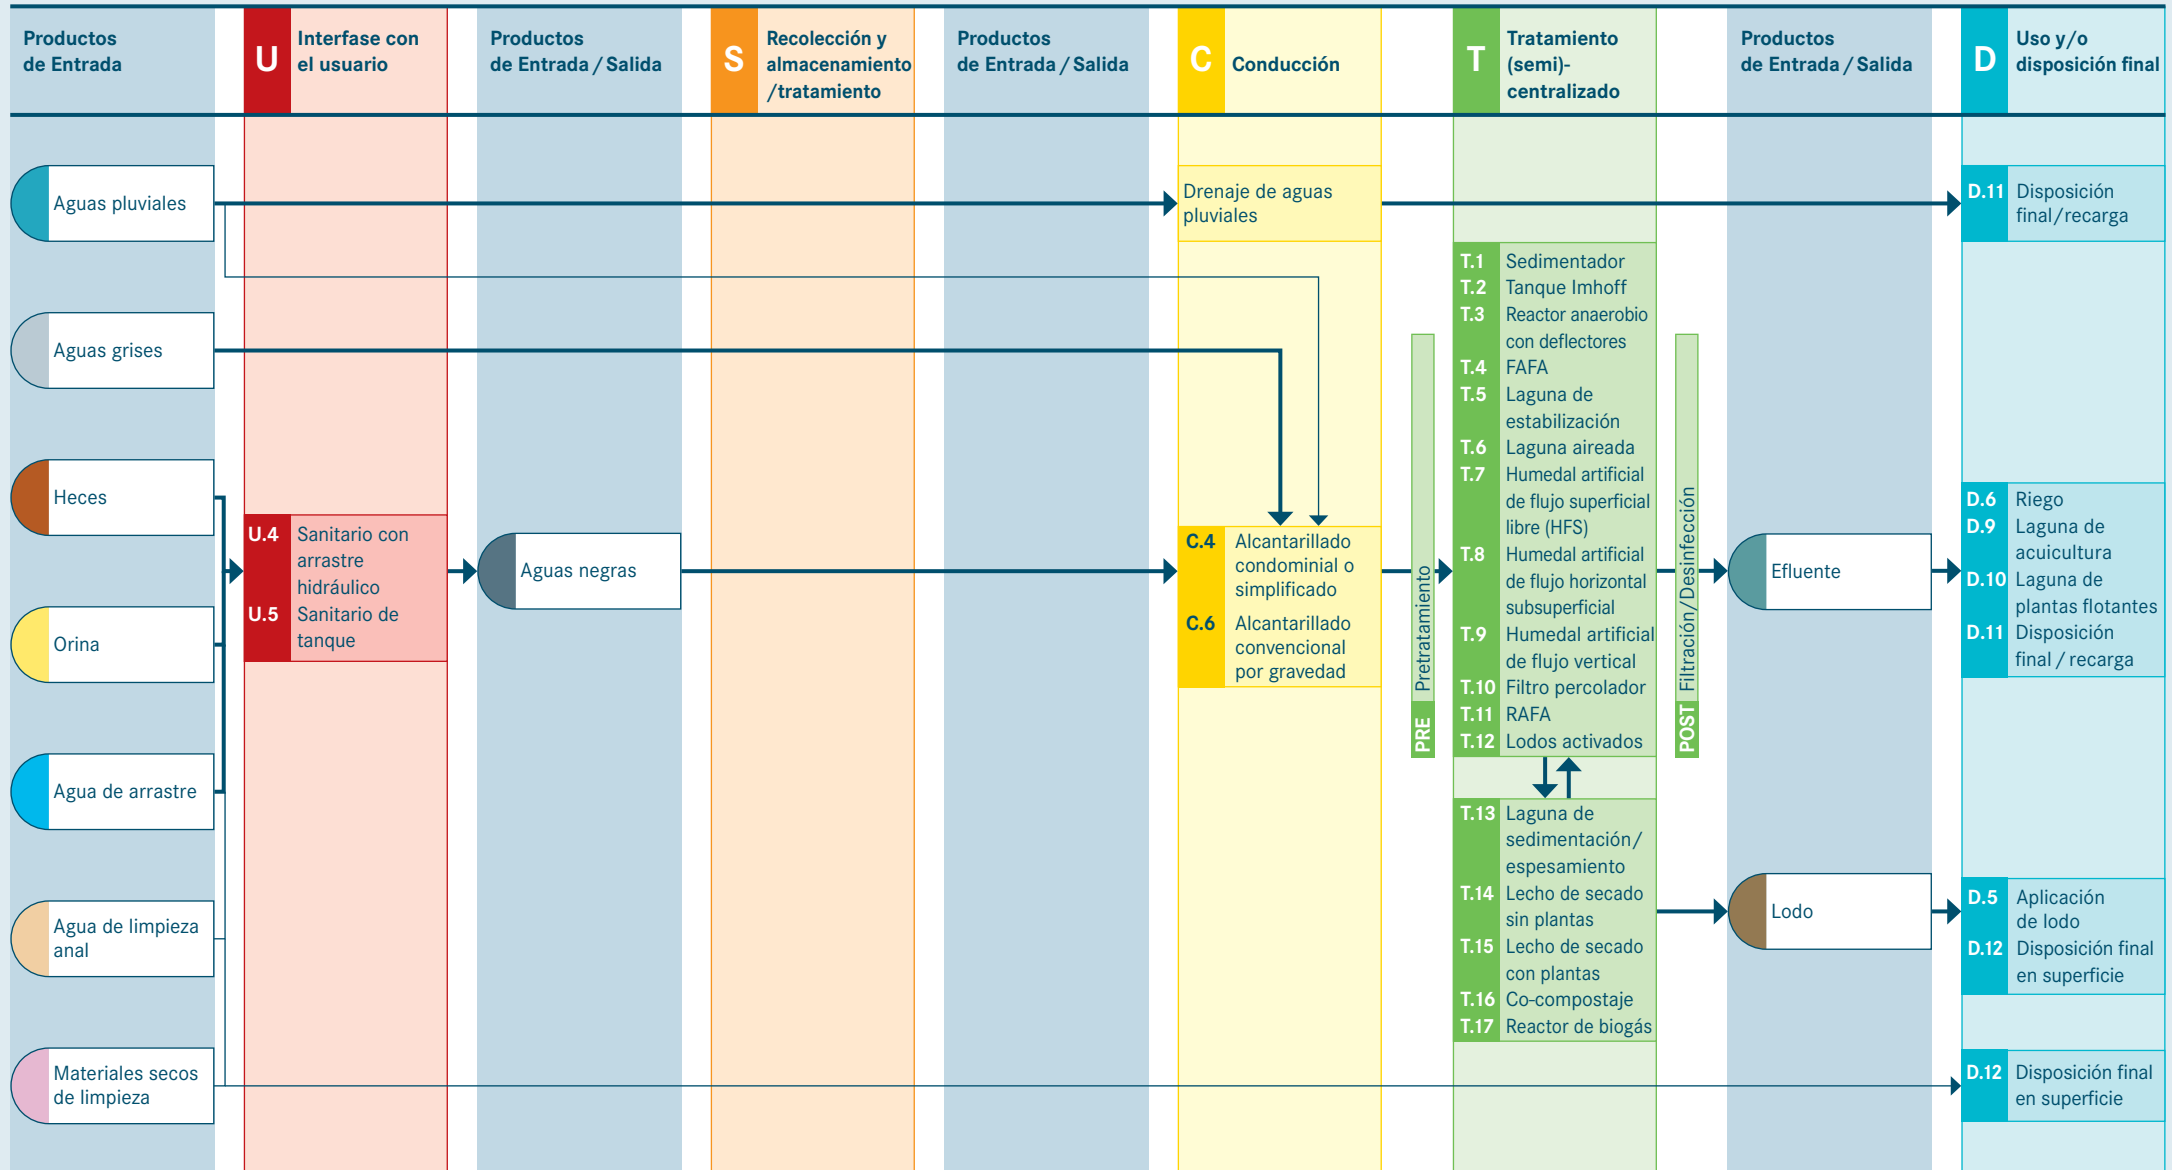 Productos
de Entrada
U
Interfase con
el usuario
Productos
de Entrada / Salida
S
Recolección y
almacenamiento
/tratamiento
Productos
de Entrada / Salida
C
Conducción
T
Tratamiento
(semi)-
centralizado
Productos
de Entrada / Salida
D
Uso y/o
disposición final
Aguas pluviales
Aguas grises
Heces
Orina
Agua de arrastre
Agua de limpieza
anal
Materiales secos
de limpieza
U.4 Sanitario con
arrastre
hidráulico
U.5 Sanitario de
tanque
Aguas negras
Drenaje de aguas
pluviales
C.4 Alcantarillado
condominial o
simplificado
C.6 Alcantarillado
convencional
por gravedad
PRE Pretratamiento
T.1 Sedimentador
T.2 Tanque Imhoff
T.3 Reactor anaerobio
con deflectores
T.4 FAFA
T.5 Laguna de
estabilización
T.6 Laguna aireada
T.7 Humedal artificial
de flujo superficial
libre (HFS)
T.8 Humedal artificial
de flujo horizontal
subsuperficial
T.9 Humedal artificial
de flujo vertical
T.10 Filtro percolador
T.11 RAFA
T.12 Lodos activados
T.13 Laguna de
sedimentación/
espesamiento
T.14 Lecho de secado
sin plantas
T.15 Lecho de secado
con plantas
T.16 Co-compostaje
T.17 Reactor de biogás
POST Filtración/Desinfección
Efluente
Lodo
D.11 Disposición
final/recarga
D.6 Riego
D.9 Laguna de
acuicultura
D.10 Laguna de
plantas flotantes
D.11 Disposición
final / recarga
D.5 Aplicación
de lodo
D.12 Disposición final
en superficie
D.12 Disposición final
en superficie